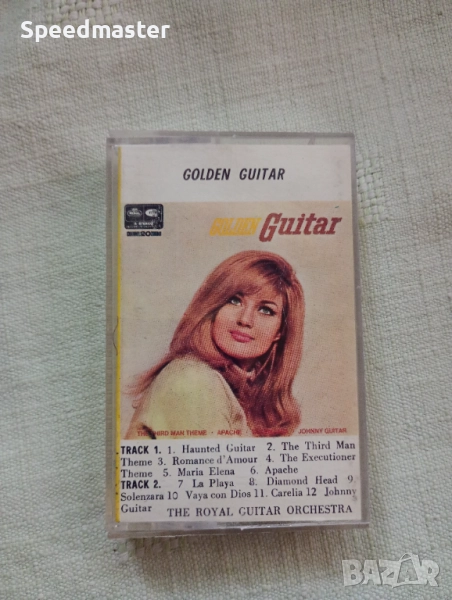 Speedmaster
GOLDEN GUITAR
GOLDEN Guitar
THE THIRD MAN THEME · APACHE · JOHNNY GUITAR
TRACK 1. 1. Haunted Guitar 2. The Third Man
Theme 3. Romance d'Amour 4. The Executioner
Theme 5. Maria Elena 6. Apache
TRACK 2. 7 La Playa 8. Diamond Head 9
Solenzara 10 Vaya con Dios 11. Carelia 12 Johnny
Guitar THE ROYAL GUITAR ORCHESTRA
BAZAR